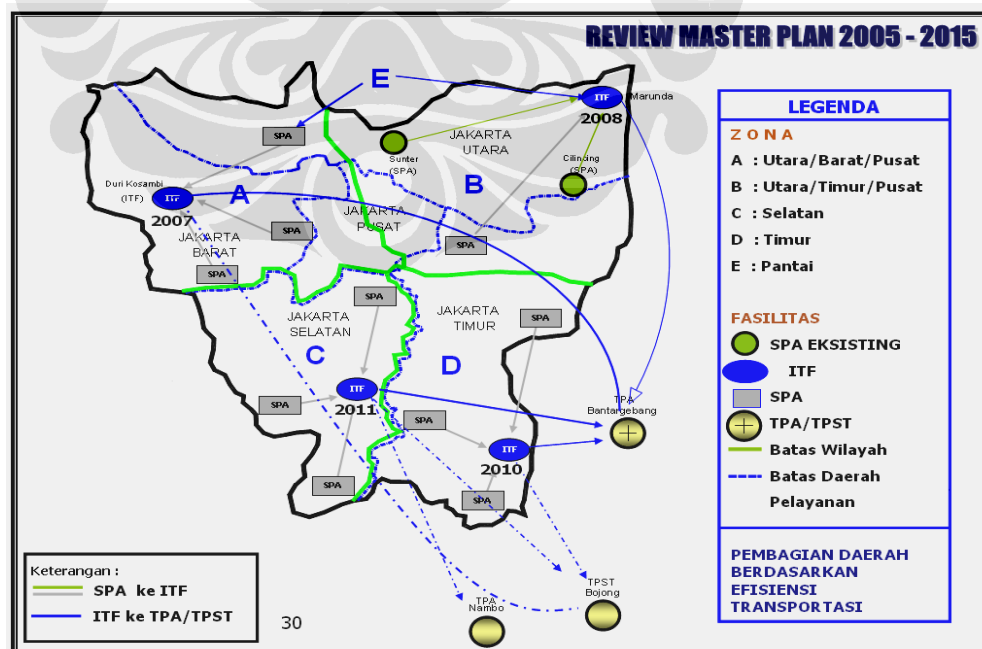 REVIEW MASTER PLAN 2005 - 2015
E
SPA
ITF
Marunda
2008
JAKARTA
UTARA
Sunter
(SPA)
Cilincing
(SPA)
Duri Kosambi
(ITF)
ITF
2007
A
B
SPA
JAKARTA
PUSAT
JAKARTA
BARAT
SPA
SPA
SPA
JAKARTA
SELATAN
JAKARTA
TIMUR
SPA
C
D
ITF
2011
SPA
SPA
ITF
2010
SPA
SPA
TPA
Bantargebang
TPA
Nambo
TPST
Bojong
LEGENDA
Z O N A
A : Utara/Barat/Pusat
B : Utara/Timur/Pusat
C : Selatan
D : Timur
E : Pantai
FASILITAS
SPA EKSISTING
ITF
SPA
TPA/TPST
Batas Wilayah
Batas Daerah
Pelayanan
PEMBAGIAN DAERAH
BERDASARKAN
EFISIENSI
TRANSPORTASI
Keterangan :
SPA ke ITF
ITF ke TPA/TPST
30